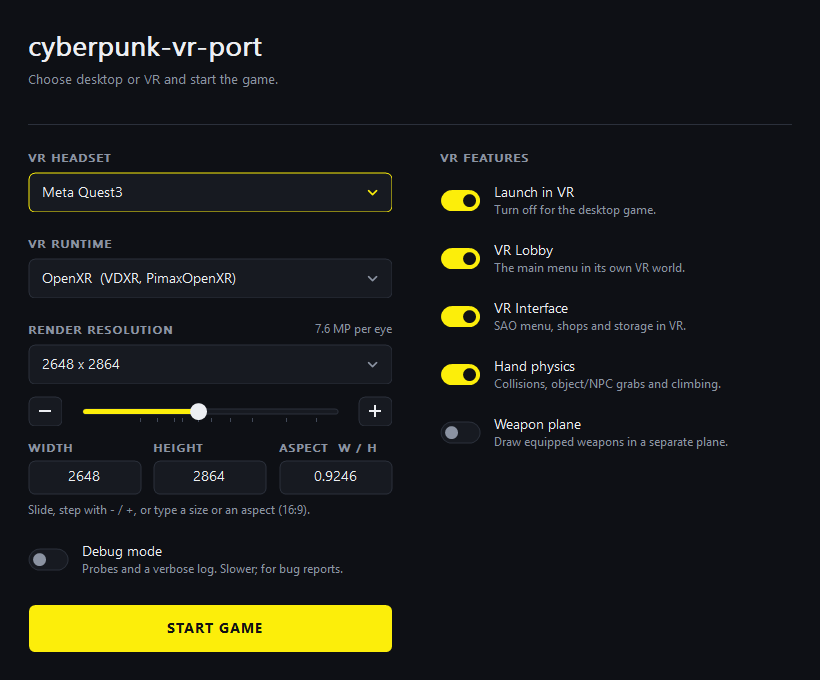 cyberpunk-vr-port
Choose desktop or VR and start the game.
VR HEADSET
Meta Quest3
VR RUNTIME
OpenXR (VDXR, PimaxOpenXR)
RENDER RESOLUTION
7.6 MP per eye
2648 x 2864
−
+
WIDTH
HEIGHT
ASPECT W / H
2648
2864
0.9246
Slide, step with - / +, or type a size or an aspect (16:9).
Debug mode
Probes and a verbose log. Slower; for bug reports.
START GAME
VR FEATURES
Launch in VR
Turn off for the desktop game.
VR Lobby
The main menu in its own VR world.
VR Interface
SAO menu, shops and storage in VR.
Hand physics
Collisions, object/NPC grabs and climbing.
Weapon plane
Draw equipped weapons in a separate plane.